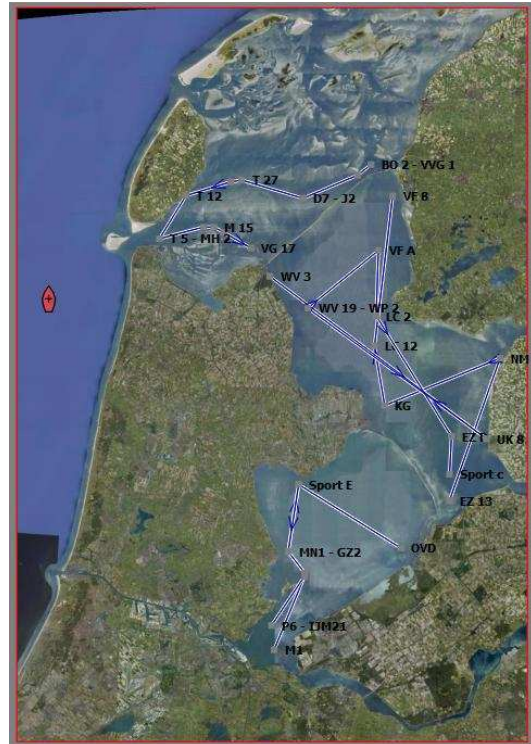 BO 2 - VVG 1
T 27
T 12
D7 - J2
VF B
M 15
T 5 - MH 2
VG 17
VF A
WV 3
WV 19 - WP 2
LC 2
LC 12
NM
KG
EZ 1
UK 8
Sport c
Sport E
EZ 13
MN1 - GZ2
OVD
P6 - IJM21
M1